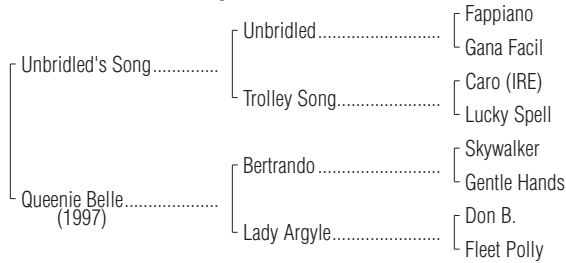 Fappiano
Unbridled......................
Gana Facil
Unbridled's Song..............
Caro (IRE)
Trolley Song...................
Lucky Spell
Skywalker
Bertrando ......................
Gentle Hands
Queenie Belle...................
(1997)
Don B.
Lady Argyle....................
Fleet Polly